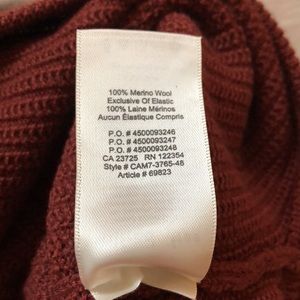 100% Merino Wool
Exclusive Of Elastic
100% Laine Mérinos
Aucun Élastique Compris
P.O. # 4500093246
P.O. # 4500093247
P.O. # 4500093248
CA 23725 RN 122354
Style # CAM7-3765-48
Article # 69823